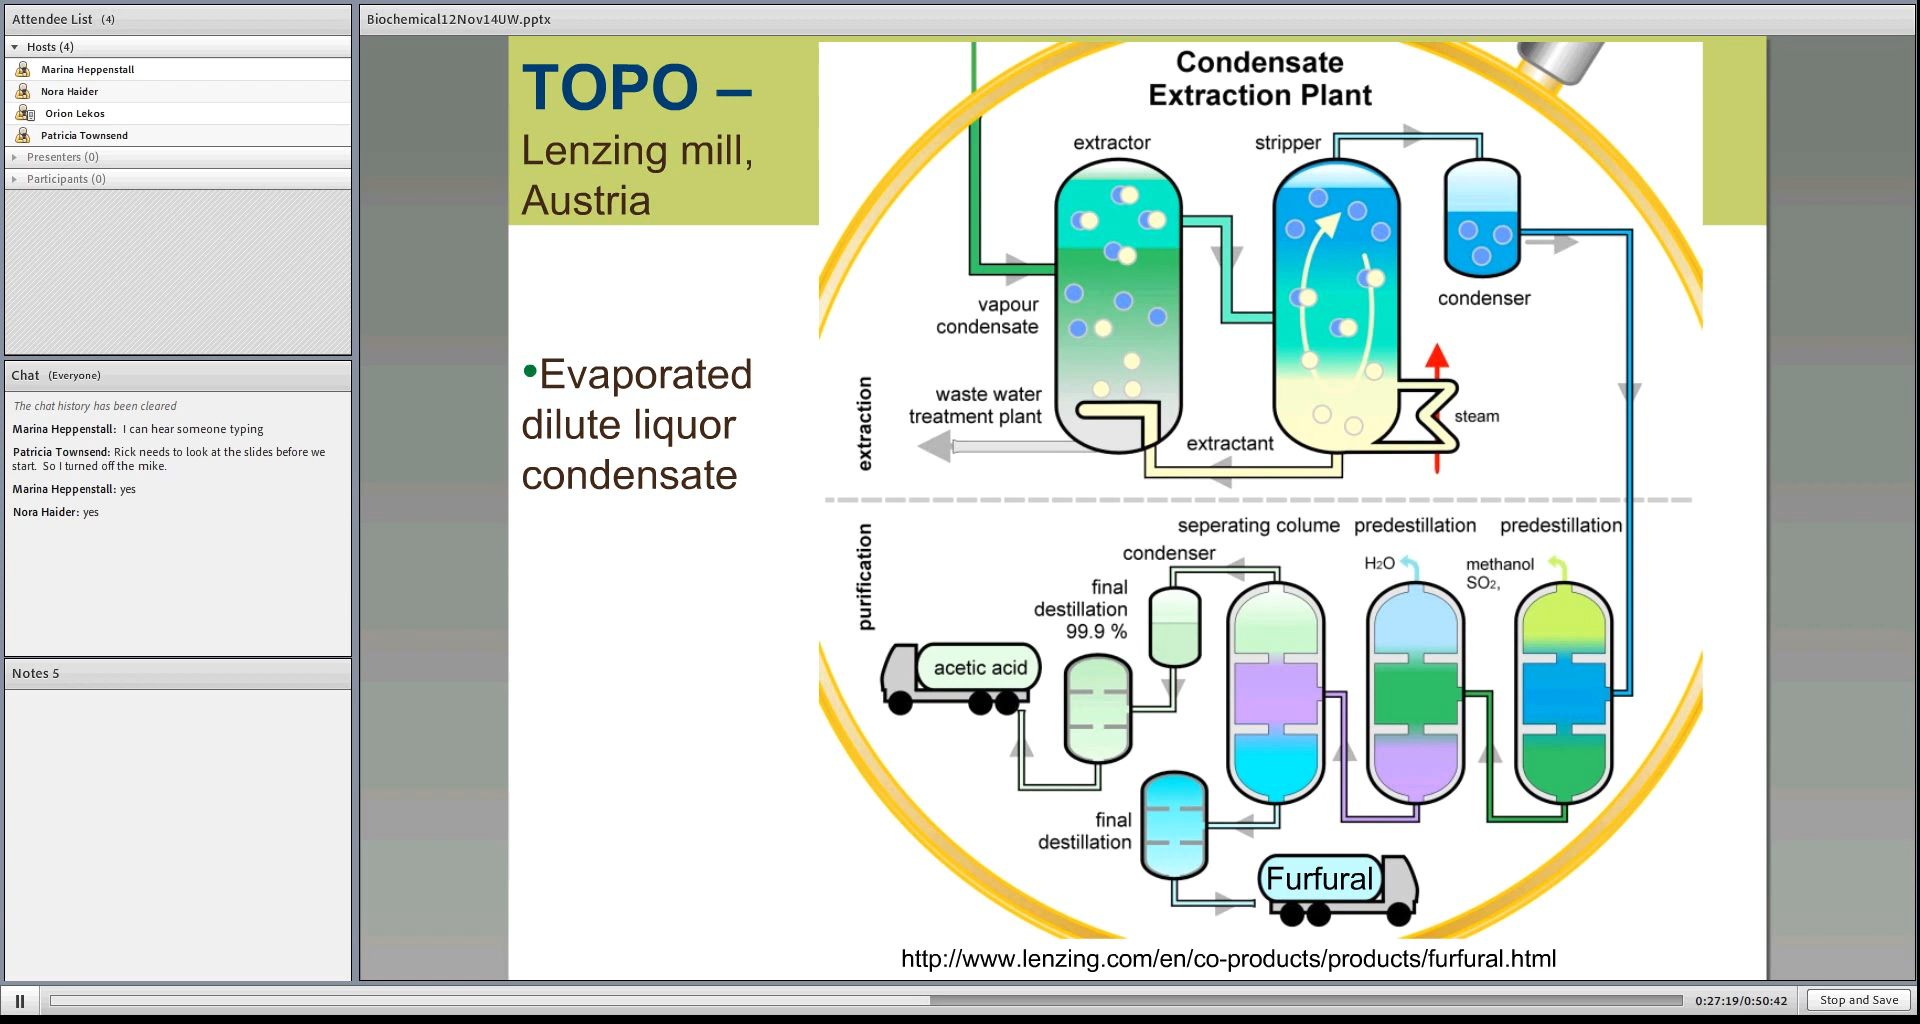 Attendee List (4)
Hosts (4)
Marina Heppenstall
Nora Haider
Orion Lekos
Patricia Townsend
Presenters (0)
Participants (0)
Chat (Everyone)
The chat history has been cleared
Marina Heppenstall: I can hear someone typing
Patricia Townsend: Rick needs to look at the slides before we
start. So I turned off the mike.
Marina Heppenstall: yes
Nora Haider: yes
Notes 5
Biochemical12Nov14UW.pptx
TOPO –
Lenzing mill,
Austria
•Evaporated
dilute liquor
condensate
Condensate
Extraction Plant
extractor
stripper
condenser
vapour
condensate
waste water
treatment plant
extractant
steam
extraction
purification
seperating colume
predestillation
predestillation
condenser
H2O
methanol
SO2,
final
destillation
99.9 %
acetic acid
final
destillation
Furfural
http://www.lenzing.com/en/co-products/products/furfural.html
0:27:19/0:50:42
Stop and Save